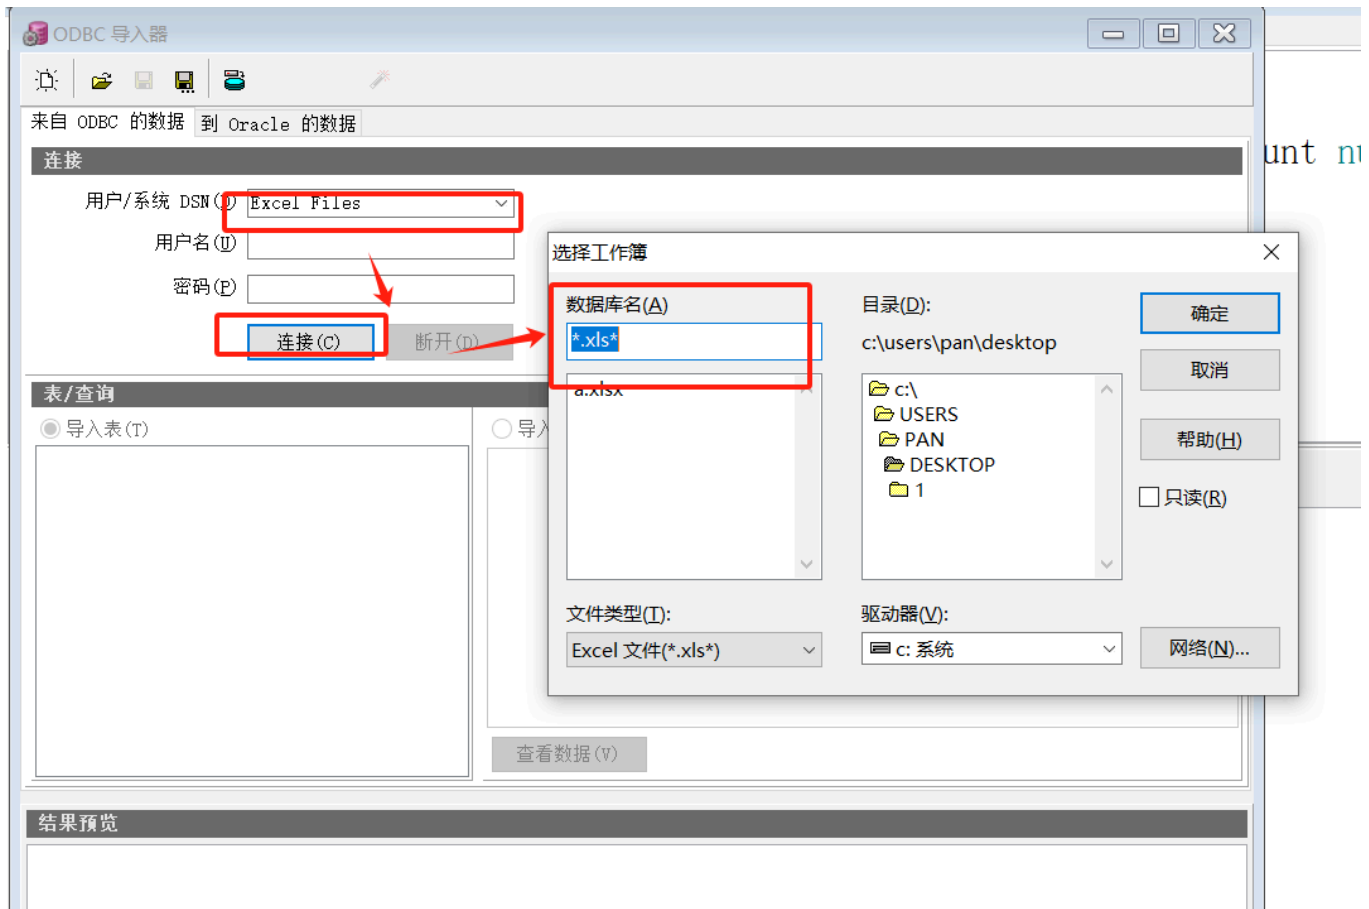 ODBC 导入器
来自 ODBC 的数据
到 Oracle 的数据
连接
unt
用户/系统 DSN(D)
Excel Files
用户名(U)
密码(P)
连接(C)
断开(D)
表/查询
导入表(T)
导入
查看数据(V)
结果预览
选择工作簿
数据库名(A)
*.xls*
a.xlsx
目录(D):
c:\users\pan\desktop
c:\
USERS
PAN
DESKTOP
1
确定
取消
帮助(H)
只读(R)
文件类型(T):
Excel 文件(*.xls*)
驱动器(V):
c: 系统
网络(N)...